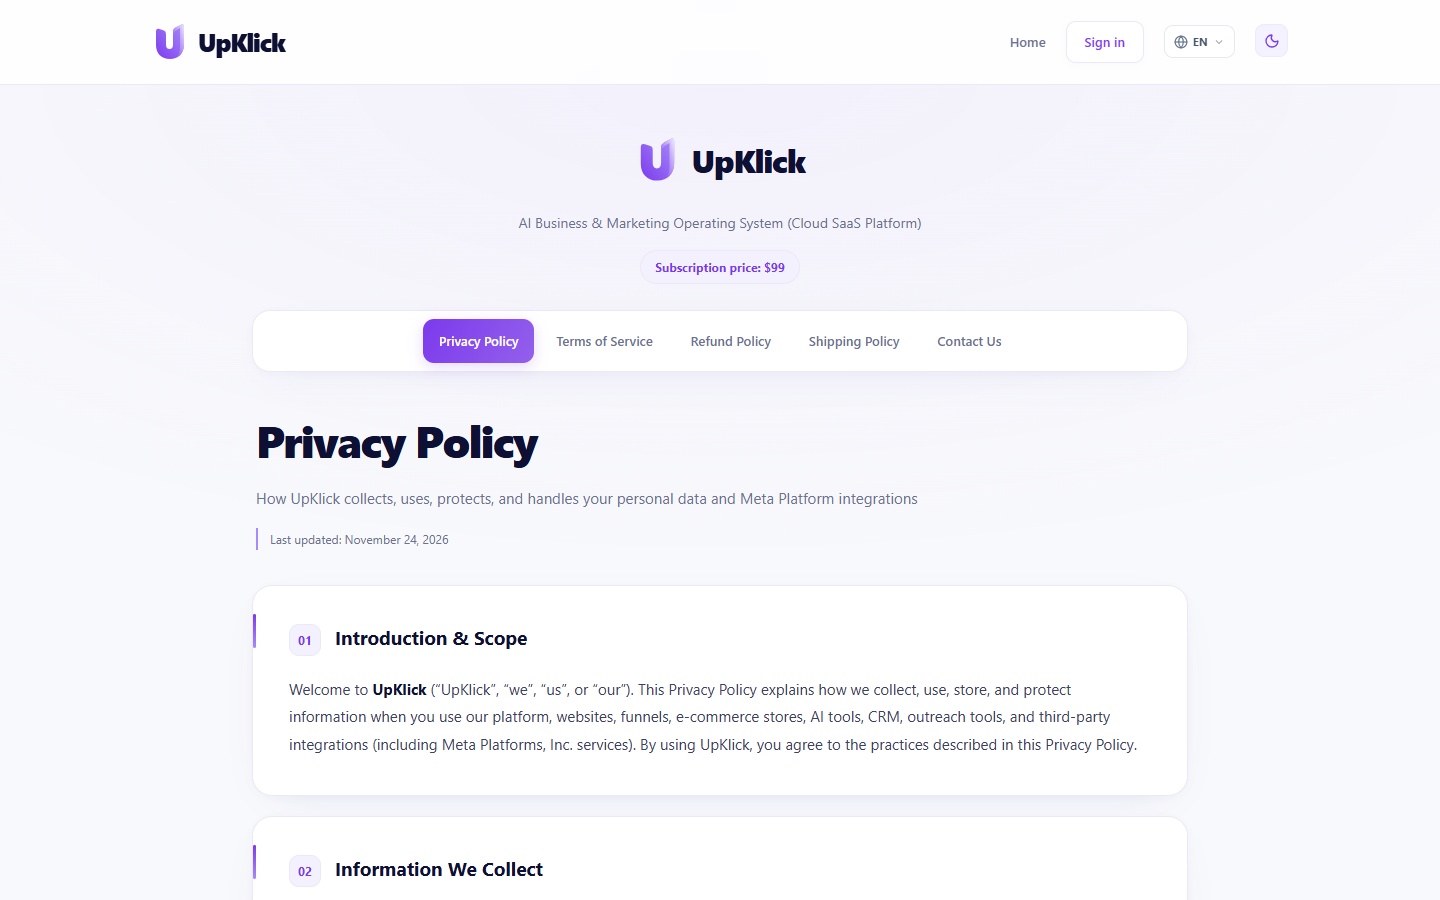 UpKlick
Home
Sign in
EN
UpKlick
AI Business & Marketing Operating System (Cloud SaaS Platform)
Subscription price: $99
Privacy Policy
Terms of Service
Refund Policy
Shipping Policy
Contact Us
Privacy Policy
How UpKlick collects, uses, protects, and handles your personal data and Meta Platform integrations
Last updated: November 24, 2026
01
Introduction & Scope
Welcome to UpKlick (“UpKlick”, “we”, “us”, or “our”). This Privacy Policy explains how we collect, use, store, and protect
information when you use our platform, websites, funnels, e-commerce stores, AI tools, CRM, outreach tools, and third-party
integrations (including Meta Platforms, Inc. services). By using UpKlick, you agree to the practices described in this Privacy Policy.
02
Information We Collect